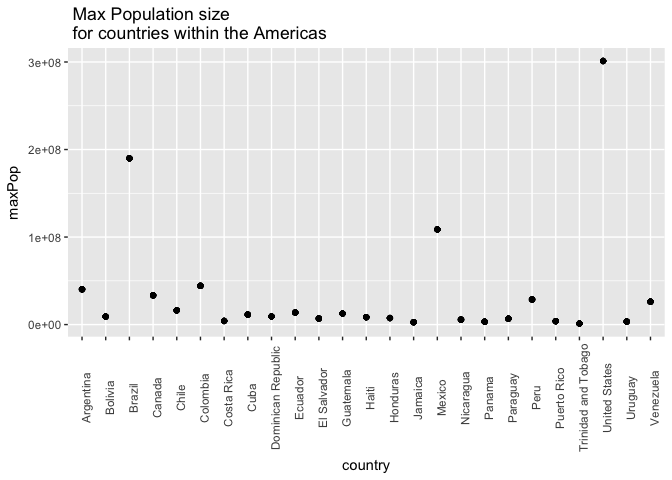 Max Population size
for countries within the Americas
maxPop
3e+08
2e+08
1e+08
0e+00
Argentina
Bolivia
Brazil
Canada
Chile
Colombia
Costa Rica
Cuba
Dominican Republic
Ecuador
El Salvador
Guatemala
Haiti
Honduras
Jamaica
Mexico
Nicaragua
Panama
Paraguay
Peru
Puerto Rico
Trinidad and Tobago
United States
Uruguay
Venezuela
country